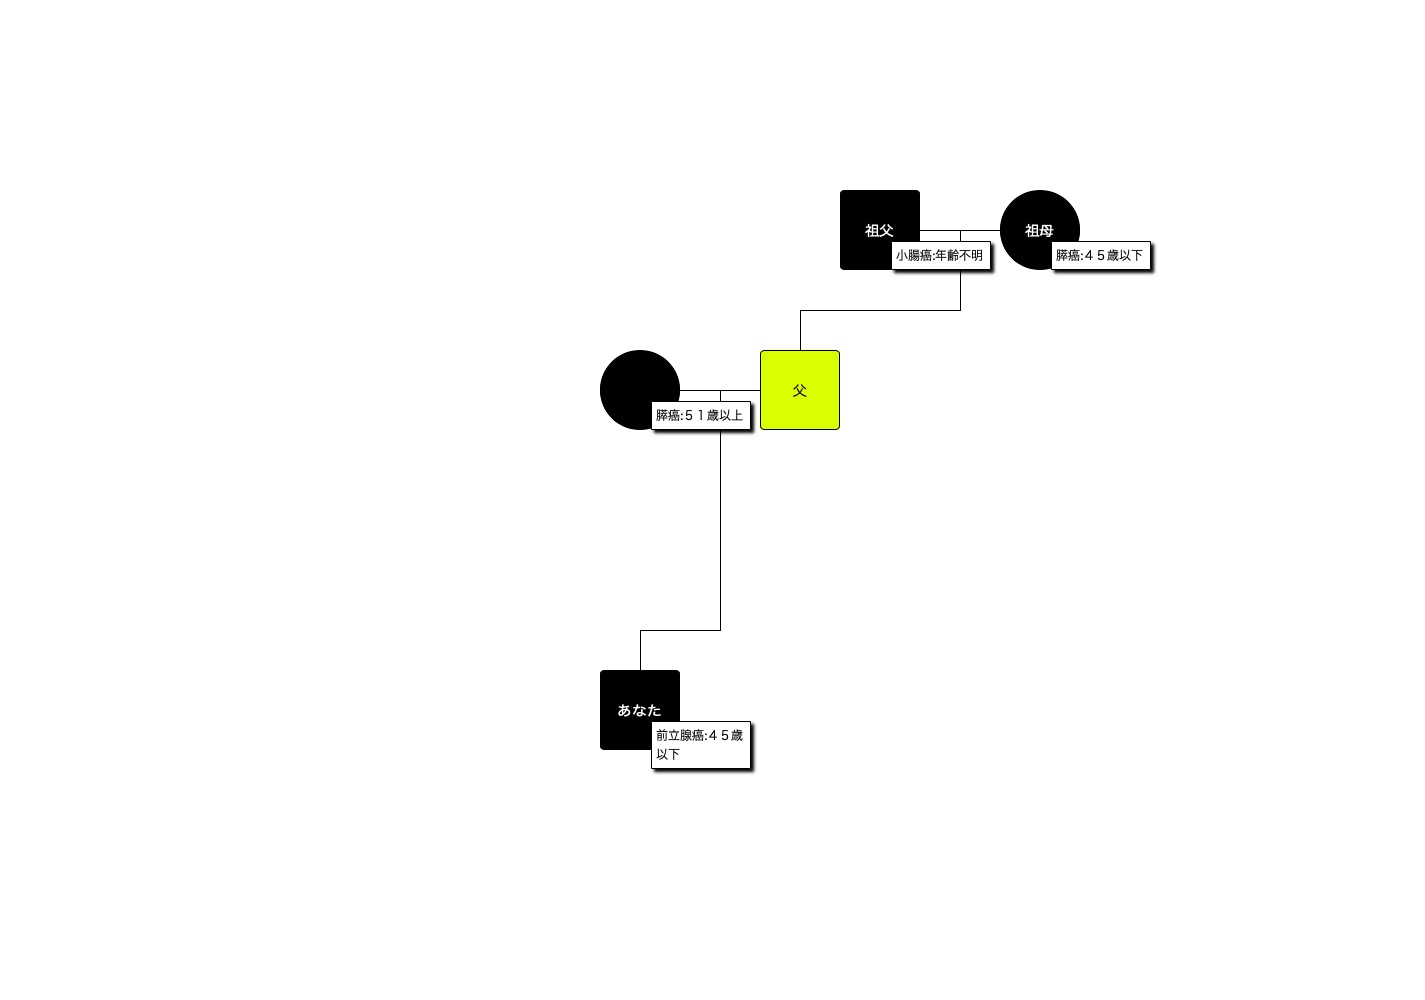 祖父
祖母
小腸癌:年齢不明
膵癌:４５歳以下
父
膵癌:５１歳以上
あなた
前立腺癌:４５歳
以下